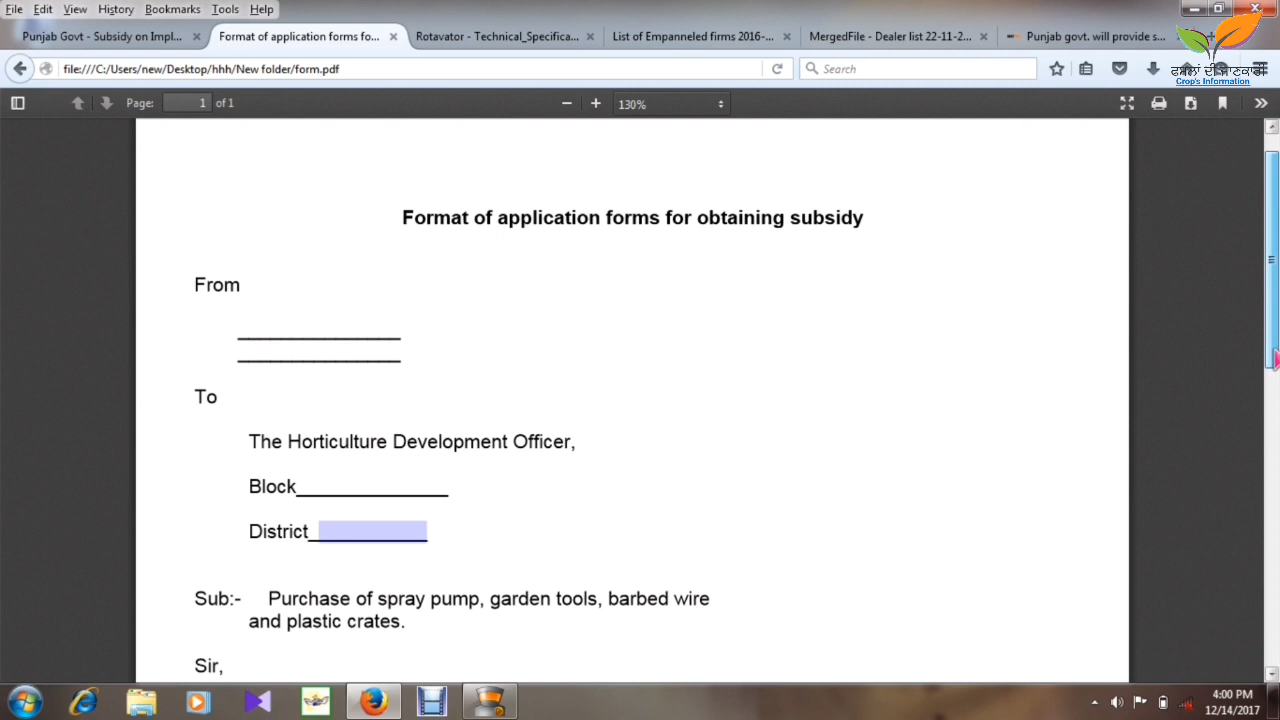 File Edit View History Bookmarks Tools Help
Punjab Govt - Subsidy on Impl...
Format of application forms fo...
Rotavator - Technical_Specifica...
List of Empanneled firms 2016-...
MergedFile - Dealer list 22-11-2...
Punjab govt. will provide s...
file:///C:/Users/new/Desktop/hhh/New folder/form.pdf
Search
Crop's Information
Page: 1 of 1
130%
Format of application forms for obtaining subsidy
From
To
The Horticulture Development Officer,
Block_______________
District____________
Sub:- Purchase of spray pump, garden tools, barbed wire
and plastic crates.
Sir,
4:00 PM
12/14/2017